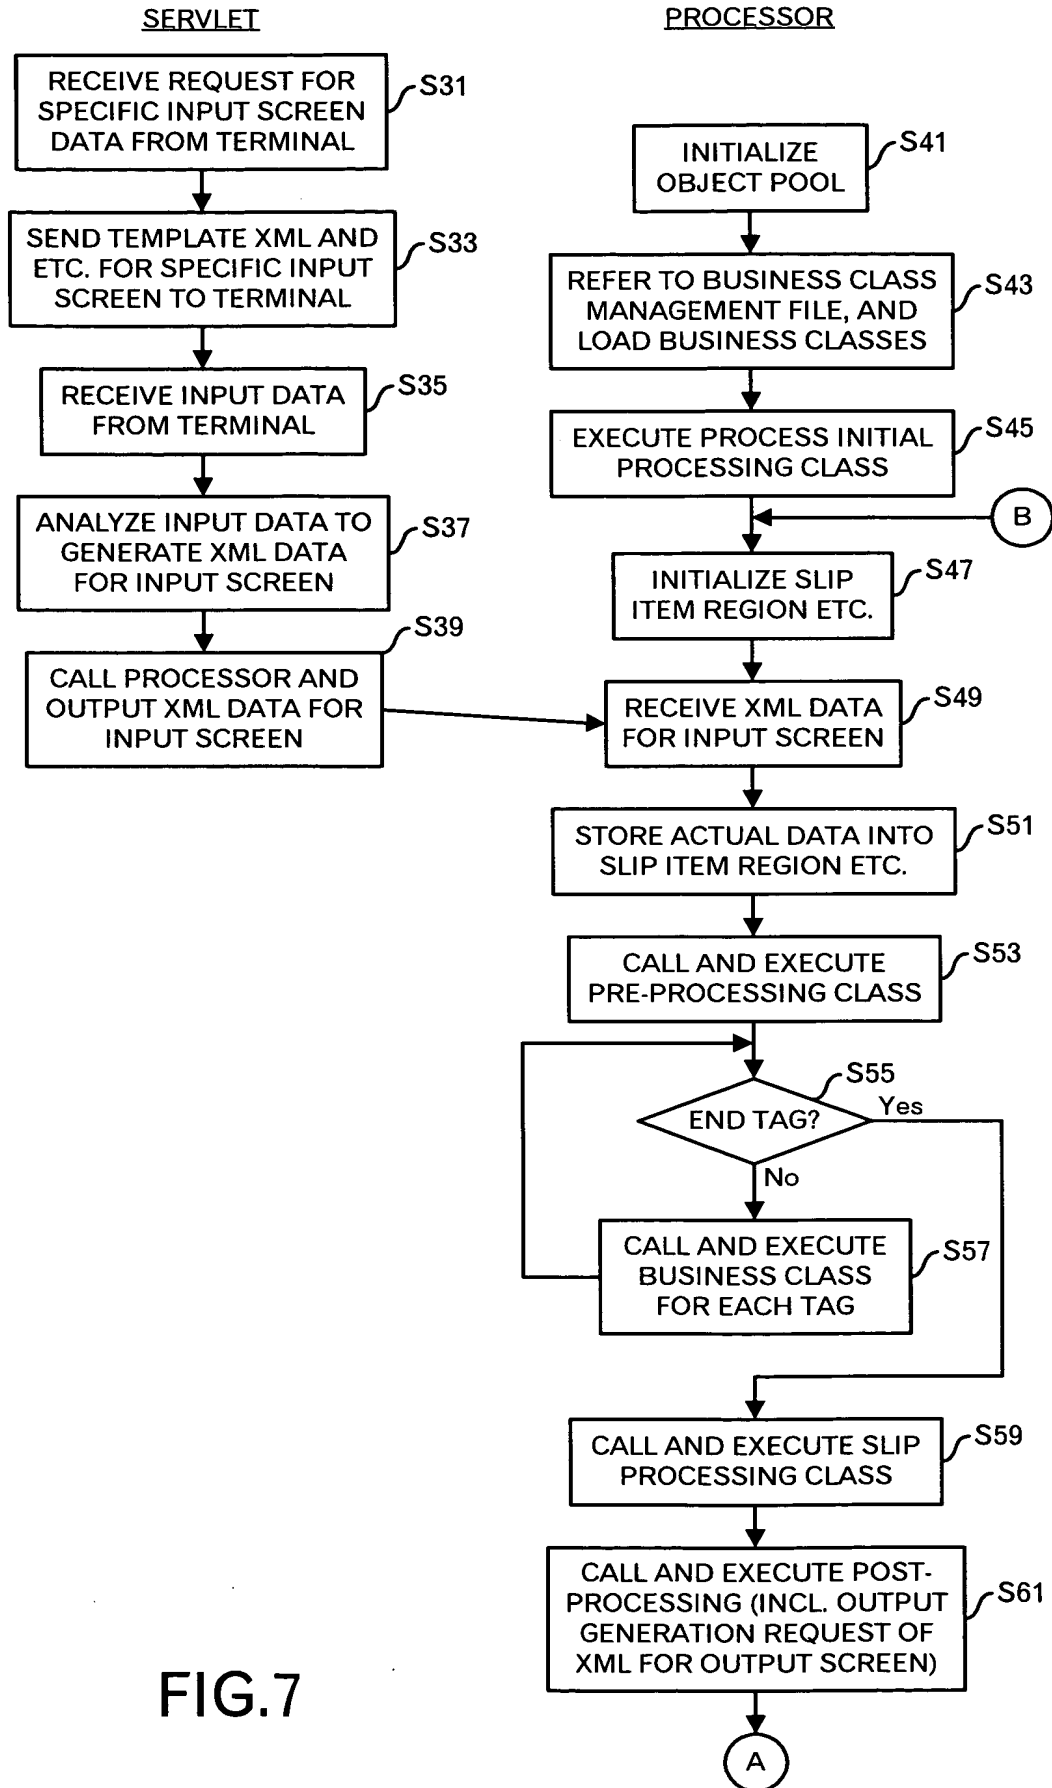 SERVLET
RECEIVE REQUEST FOR
SPECIFIC INPUT SCREEN
DATA FROM TERMINAL
S31
SEND TEMPLATE XML AND
ETC. FOR SPECIFIC INPUT
SCREEN TO TERMINAL
S33
RECEIVE INPUT DATA
FROM TERMINAL
S35
ANALYZE INPUT DATA TO
GENERATE XML DATA
FOR INPUT SCREEN
S37
CALL PROCESSOR AND
OUTPUT XML DATA FOR
INPUT SCREEN
S39
PROCESSOR
INITIALIZE
OBJECT POOL
S41
REFER TO BUSINESS CLASS
MANAGEMENT FILE, AND
LOAD BUSINESS CLASSES
S43
EXECUTE PROCESS INITIAL
PROCESSING CLASS
S45
B
INITIALIZE SLIP
ITEM REGION ETC.
S47
RECEIVE XML DATA
FOR INPUT SCREEN
S49
STORE ACTUAL DATA INTO
SLIP ITEM REGION ETC.
S51
CALL AND EXECUTE
PRE-PROCESSING CLASS
S53
END TAG?
S55
Yes
No
CALL AND EXECUTE
BUSINESS CLASS
FOR EACH TAG
S57
CALL AND EXECUTE SLIP
PROCESSING CLASS
S59
CALL AND EXECUTE POST-
PROCESSING (INCL. OUTPUT
GENERATION REQUEST OF
XML FOR OUTPUT SCREEN)
S61
A
FIG.7